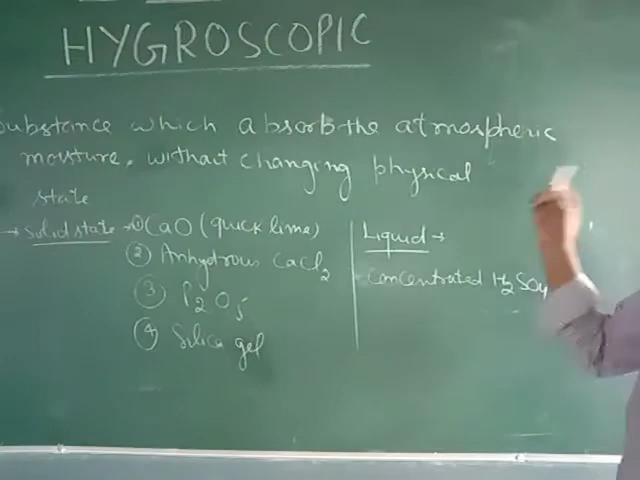 HYGROSCOPIC
Substance which absorb the atmospheric
moisture, without changing physical
state
→ Solid state → ① CaO (quick lime)
② Anhydrous CaCl₂
③ P₂O₅
④ Silica gel
Liquid →
concentrated H₂SO₄